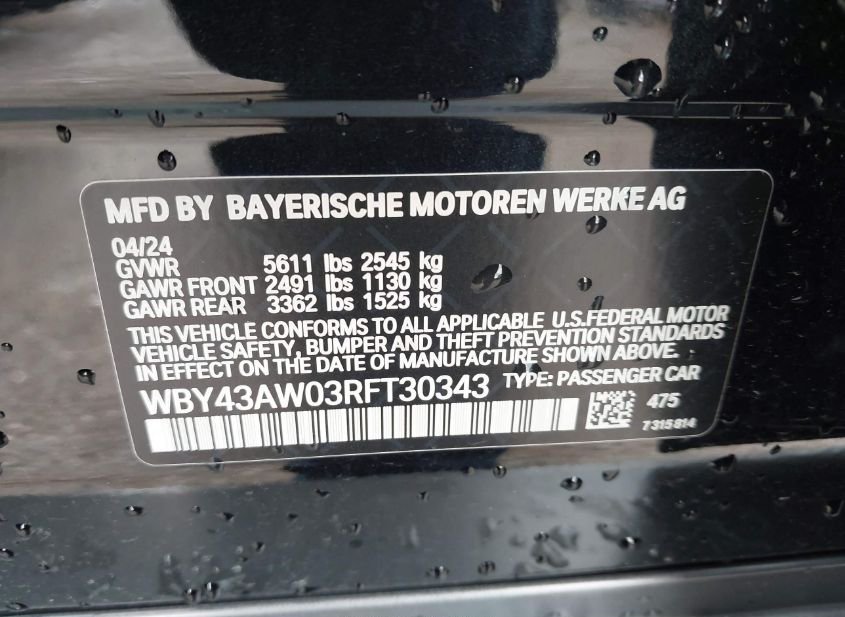 MFD BY BAYERISCHE MOTOREN WERKE AG
04/24
GVWR 5611 lbs 2545 kg
GAWR FRONT 2491 lbs 1130 kg
GAWR REAR 3362 lbs 1525 kg
THIS VEHICLE CONFORMS TO ALL APPLICABLE U.S.FEDERAL MOTOR
VEHICLE SAFETY, BUMPER AND THEFT PREVENTION STANDARDS
IN EFFECT ON THE DATE OF MANUFACTURE SHOWN ABOVE.
WBY43AW03RFT30343 TYPE: PASSENGER CAR
475
7315814